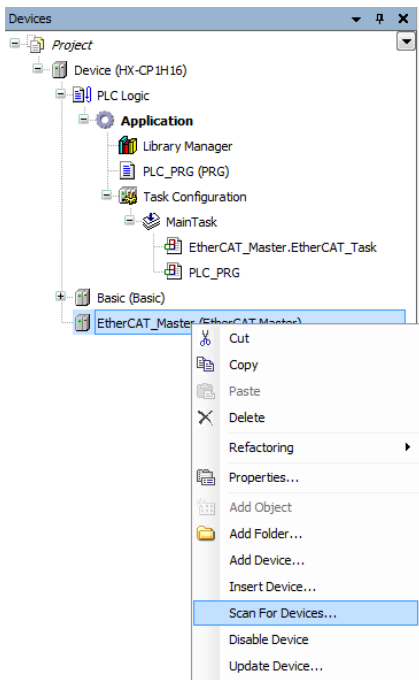 Devices
Project
Device (HX-CP1H16)
PLC Logic
Application
Library Manager
PLC_PRG (PRG)
Task Configuration
MainTask
EtherCAT_Master.EtherCAT_Task
PLC_PRG
Basic (Basic)
EtherCAT_Master (EtherCAT Master)
Cut
Copy
Paste
Delete
Refactoring
Properties...
Add Object
Add Folder...
Add Device...
Insert Device...
Scan For Devices...
Disable Device
Update Device...